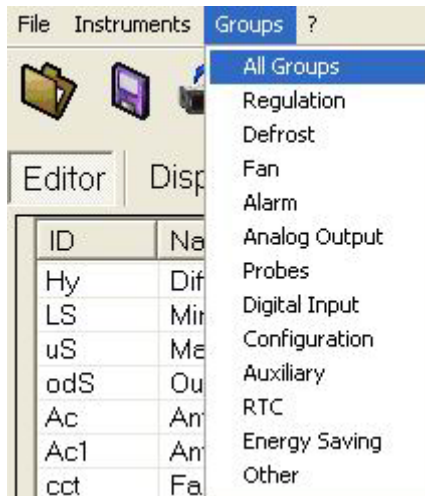 File Instruments Groups ?
All Groups
Regulation
Defrost
Fan
Alarm
Analog Output
Probes
Digital Input
Configuration
Auxiliary
RTC
Energy Saving
Other
Editor Disp
ID Na
Hy Dif
LS Mir
uS Ma
odS Ou
Ac An
Ac1 An
cct Fa